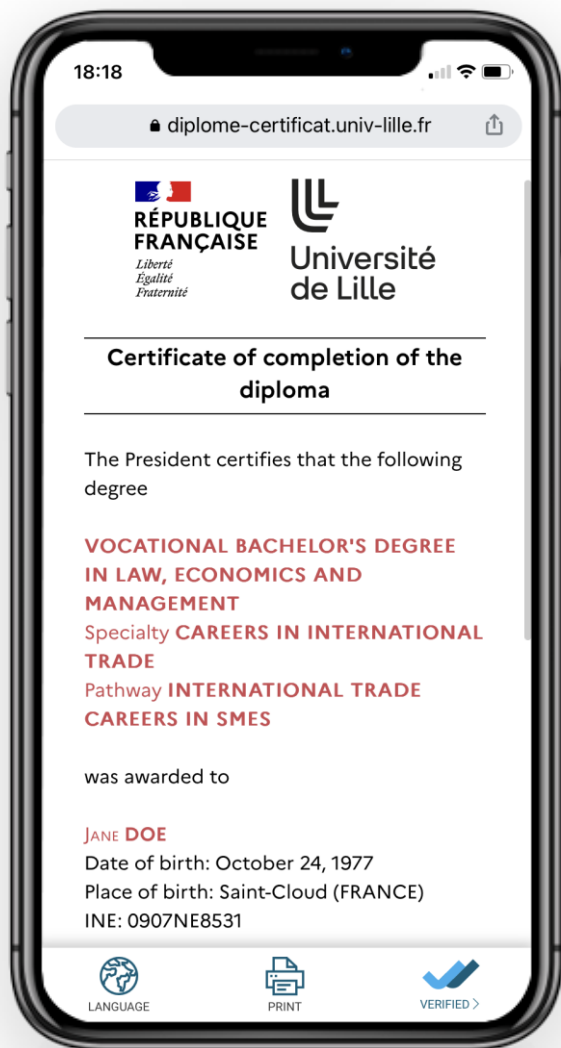 18:18
diplome-certificat.univ-lille.fr
RÉPUBLIQUE
FRANÇAISE
Liberté
Égalité
Fraternité
Université
de Lille
Certificate of completion of the
diploma
The President certifies that the following
degree
VOCATIONAL BACHELOR'S DEGREE
IN LAW, ECONOMICS AND
MANAGEMENT
Specialty CAREERS IN INTERNATIONAL
TRADE
Pathway INTERNATIONAL TRADE
CAREERS IN SMES
was awarded to
JANE DOE
Date of birth: October 24, 1977
Place of birth: Saint-Cloud (FRANCE)
INE: 0907NE8531
LANGUAGE
PRINT
VERIFIED >